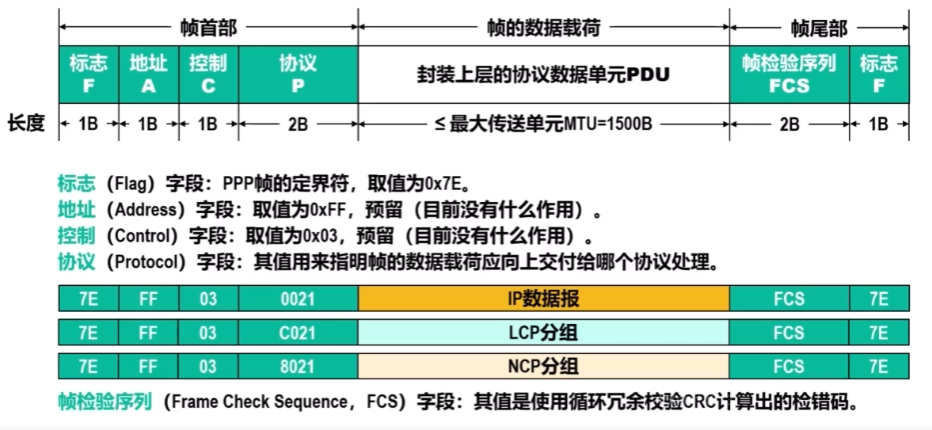 帧首部 帧的数据载荷 帧尾部
标志 地址 控制 协议 封装上层的协议数据单元PDU 帧检验序列 标志
F A C P FCS F
长度 1B 1B 1B 2B ≤最大传送单元MTU=1500B 2B 1B
标志（Flag）字段：PPP帧的定界符，取值为0x7E。
地址（Address）字段：取值为0xFF，预留（目前没有什么作用）。
控制（Control）字段：取值为0x03，预留（目前没有什么作用）。
协议（Protocol）字段：其值用来指明帧的数据载荷应向上交付给哪个协议处理。
7E FF 03 0021 IP数据报 FCS 7E
7E FF 03 C021 LCP分组 FCS 7E
7E FF 03 8021 NCP分组 FCS 7E
帧检验序列（Frame Check Sequence，FCS）字段：其值是使用循环冗余校验CRC计算出的检错码。